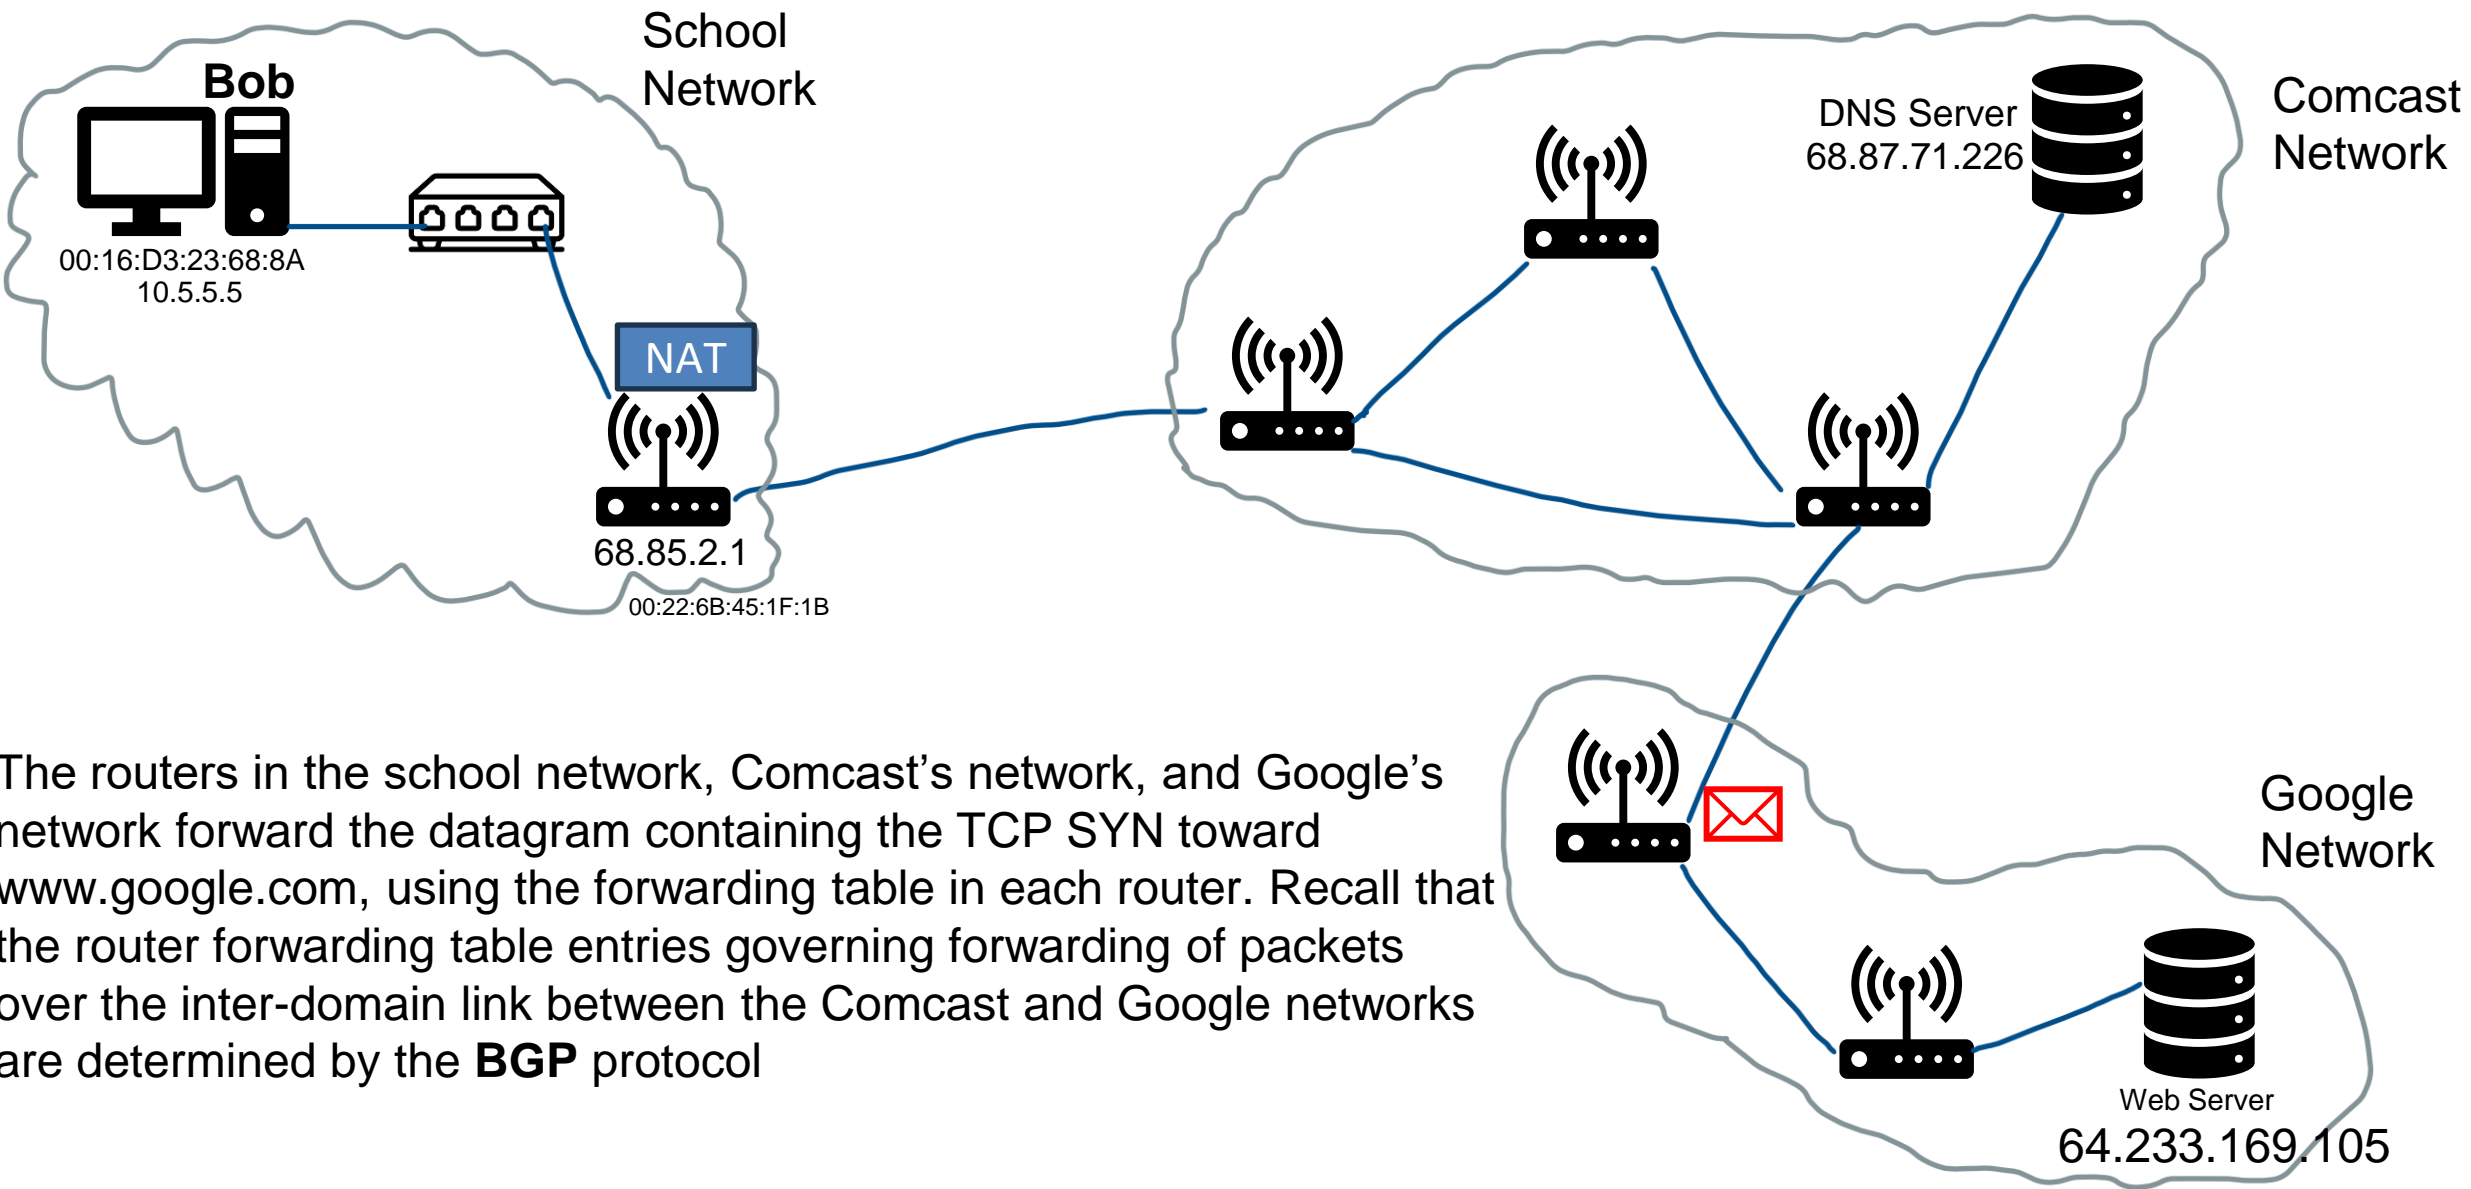 School
Network
Bob
00:16:D3:23:68:8A
10.5.5.5
NAT
68.85.2.1
00:22:6B:45:1F:1B
DNS Server
68.87.71.226
Comcast
Network
The routers in the school network, Comcast’s network, and Google’s
network forward the datagram containing the TCP SYN toward
www.google.com, using the forwarding table in each router. Recall that
the router forwarding table entries governing forwarding of packets
over the inter-domain link between the Comcast and Google networks
are determined by the BGP protocol
Google
Network
Web Server
64.233.169.105